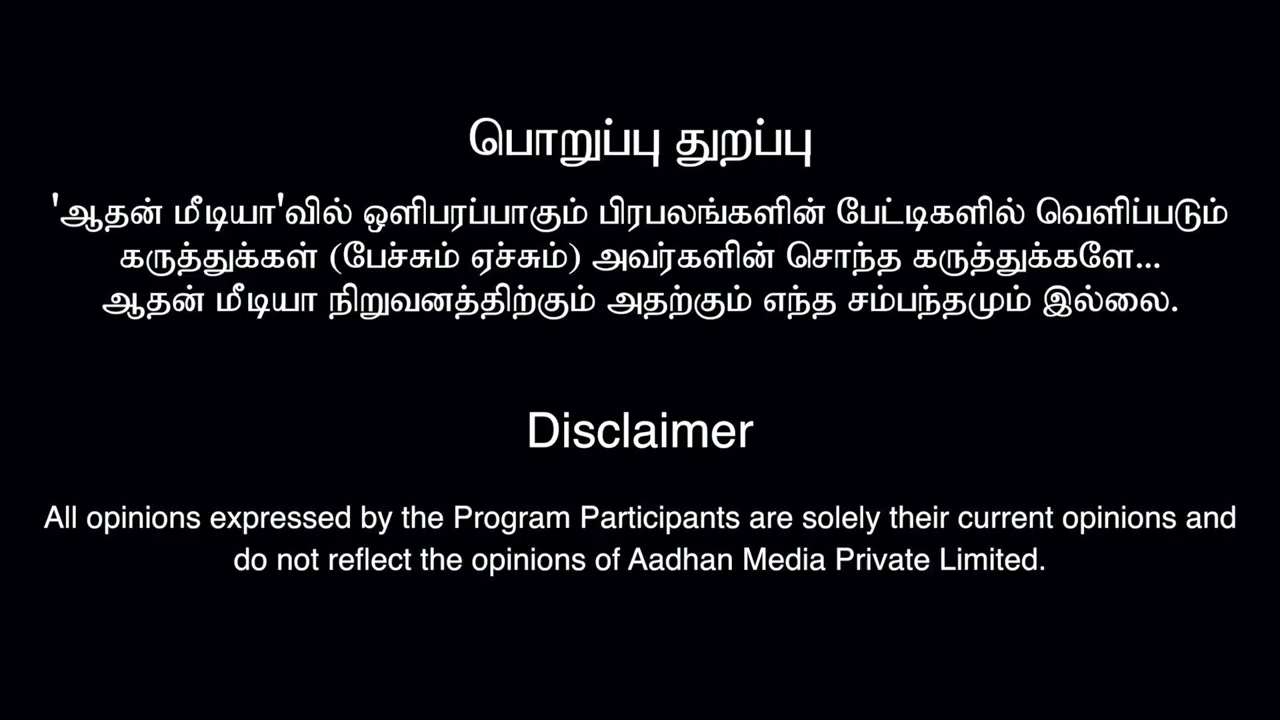 பொறுப்பு துறப்பு
'ஆதன் மீடியா'வில் ஒளிபரப்பாகும் பிரபலங்களின் பேட்டிகளில் வெளிப்படும்
கருத்துக்கள் (பேச்சும் ஏச்சும்) அவர்களின் சொந்த கருத்துக்களே...
ஆதன் மீடியா நிறுவனத்திற்கும் அதற்கும் எந்த சம்பந்தமும் இல்லை.
Disclaimer
All opinions expressed by the Program Participants are solely their current opinions and
do not reflect the opinions of Aadhan Media Private Limited.